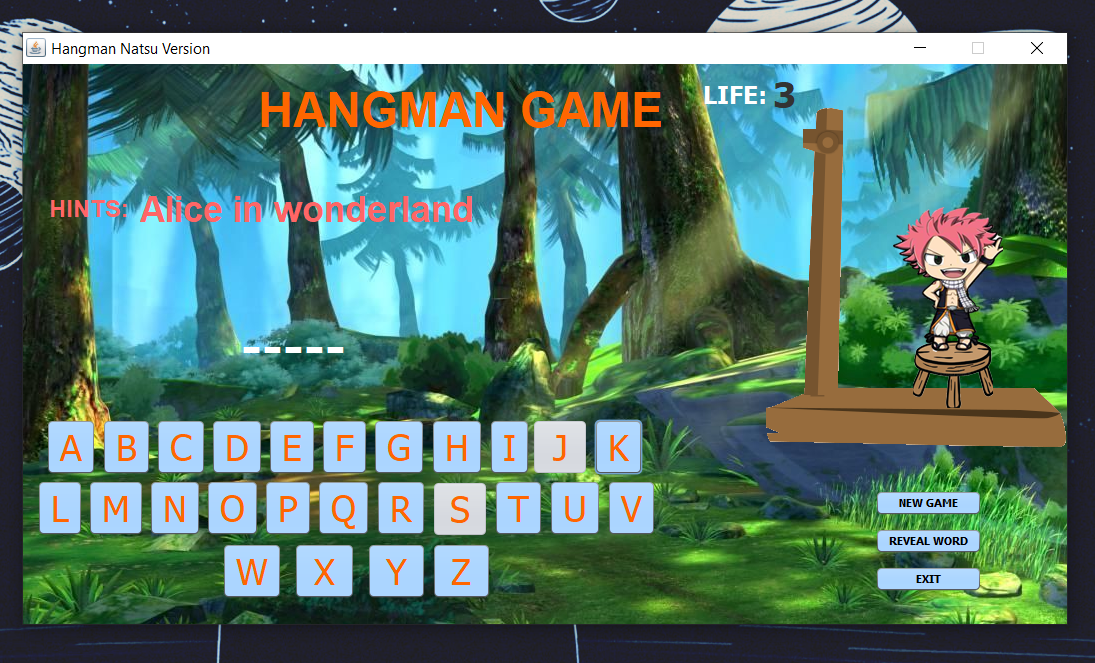 Hangman Natsu Version
HANGMAN GAME
LIFE: 3
HINTS: Alice in wonderland
-----
A B C D E F G H I J K
L M N O P Q R S T U V
W X Y Z
NEW GAME
REVEAL WORD
EXIT